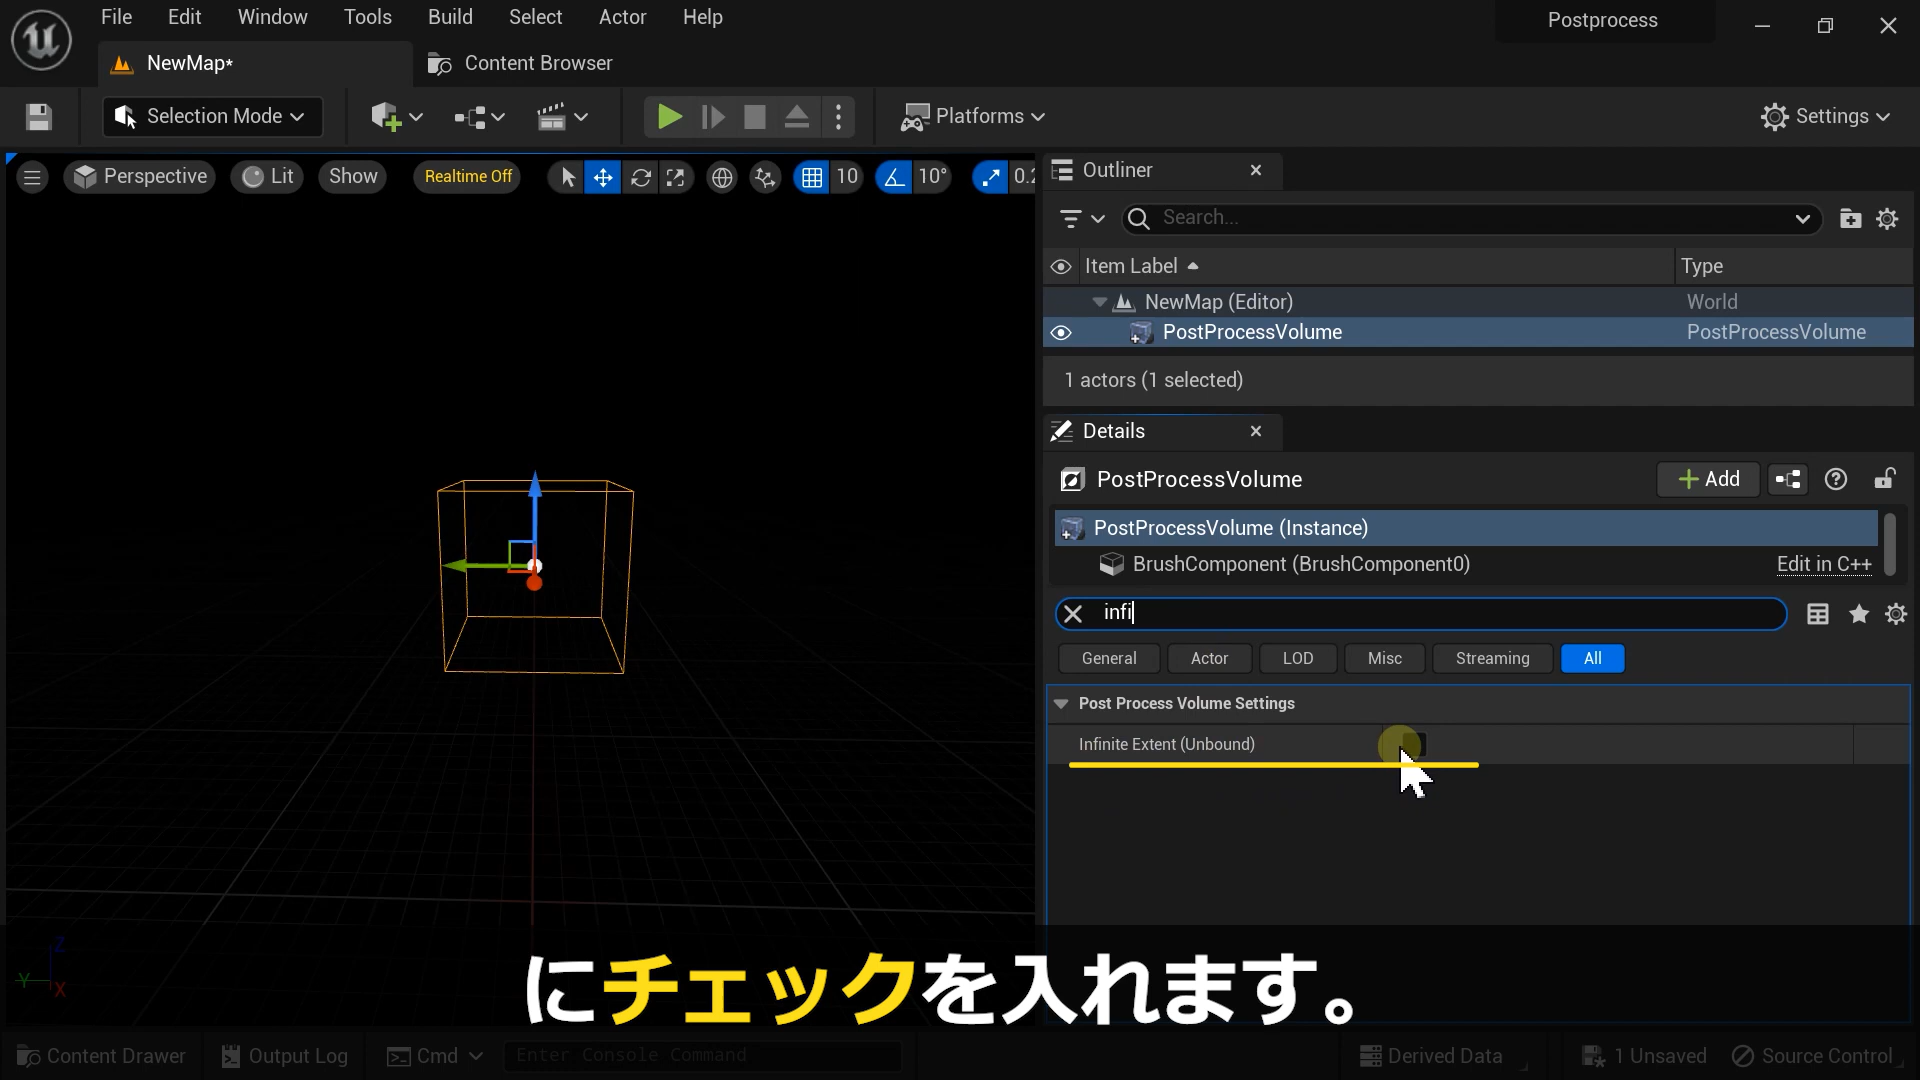 File Edit Window Tools Build Select Actor Help
Postprocess
NewMap*
Content Browser
Selection Mode
Platforms
Settings
Perspective
Lit
Show
Realtime Off
10
10°
Outliner
Search...
Item Label
Type
NewMap (Editor)
World
PostProcessVolume
PostProcessVolume
1 actors (1 selected)
Details
PostProcessVolume
Add
PostProcessVolume (Instance)
BrushComponent (BrushComponent0)
Edit in C++
infi
General Actor LOD Misc Streaming All
Post Process Volume Settings
Infinite Extent (Unbound)
Z
Y
X
にチェックを入れます。
Content Drawer
Output Log
Cmd
Enter Console Command
Derived Data
1 Unsaved
Source Control